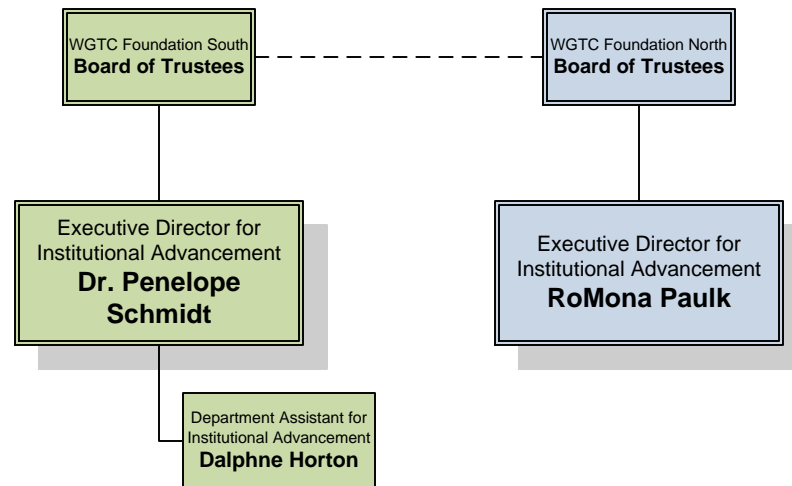 WGTC Foundation South
Board of Trustees
WGTC Foundation North
Board of Trustees
Executive Director for
Institutional Advancement
Dr. Penelope
Schmidt
Executive Director for
Institutional Advancement
RoMona Paulk
Department Assistant for
Institutional Advancement
Dalphne Horton